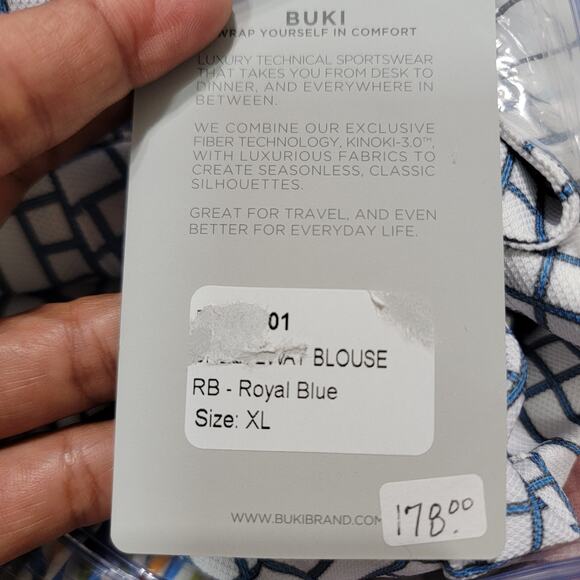 BUKI
WRAP YOURSELF IN COMFORT
LUXURY TECHNICAL SPORTSWEAR
THAT TAKES YOU FROM DESK TO
DINNER, AND EVERYWHERE IN
BETWEEN.
WE COMBINE OUR EXCLUSIVE
FIBER TECHNOLOGY, KINOKI-3.0™,
WITH LUXURIOUS FABRICS TO
CREATE SEASONLESS, CLASSIC
SILHOUETTES.
GREAT FOR TRAVEL, AND EVEN
BETTER FOR EVERYDAY LIFE.
01
BLOUSE
RB - Royal Blue
Size: XL
WWW.BUKIBRAND.COM
178.00